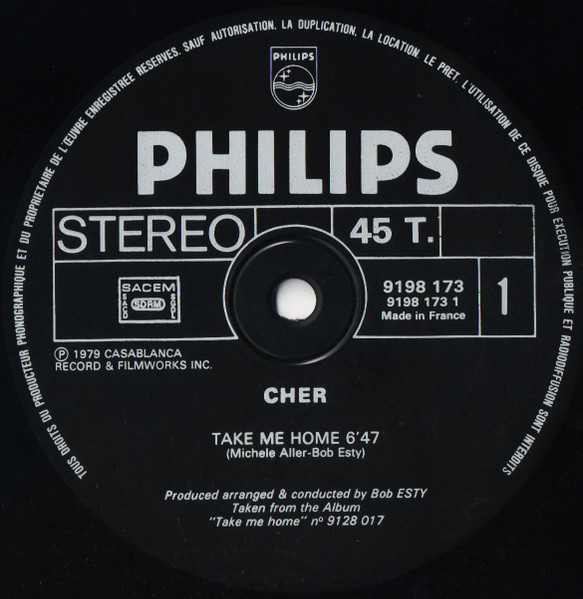 TOUS DROITS DU PRODUCTEUR PHONOGRAPHIQUE ET DU PROPRIETAIRE DE L'ŒUVRE ENREGISTREE RESERVES. SAUF AUTORISATION, LA DUPLICATION, LA LOCATION, LE PRET, L'UTILISATION DE CE DISQUE POUR EXECUTION PUBLIQUE ET RADIODIFFUSION SONT INTERDITS
PHILIPS
PHILIPS
STEREO
45 T.
SACEM
SACD
SDRM
SGDL
9198 173
9198 173 1
Made in France
1
Ⓟ 1979 CASABLANCA
RECORD & FILMWORKS INC.
CHER
TAKE ME HOME 6'47
(Michele Aller-Bob Esty)
Produced arranged & conducted by Bob ESTY
Taken from the Album
"Take me home" nº 9128 017